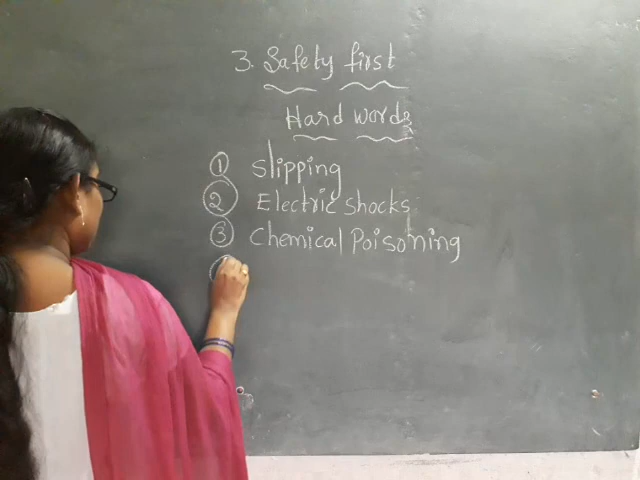 3. Safety first
Hard words
① slipping
② Electric shocks
③ Chemical Poisoning